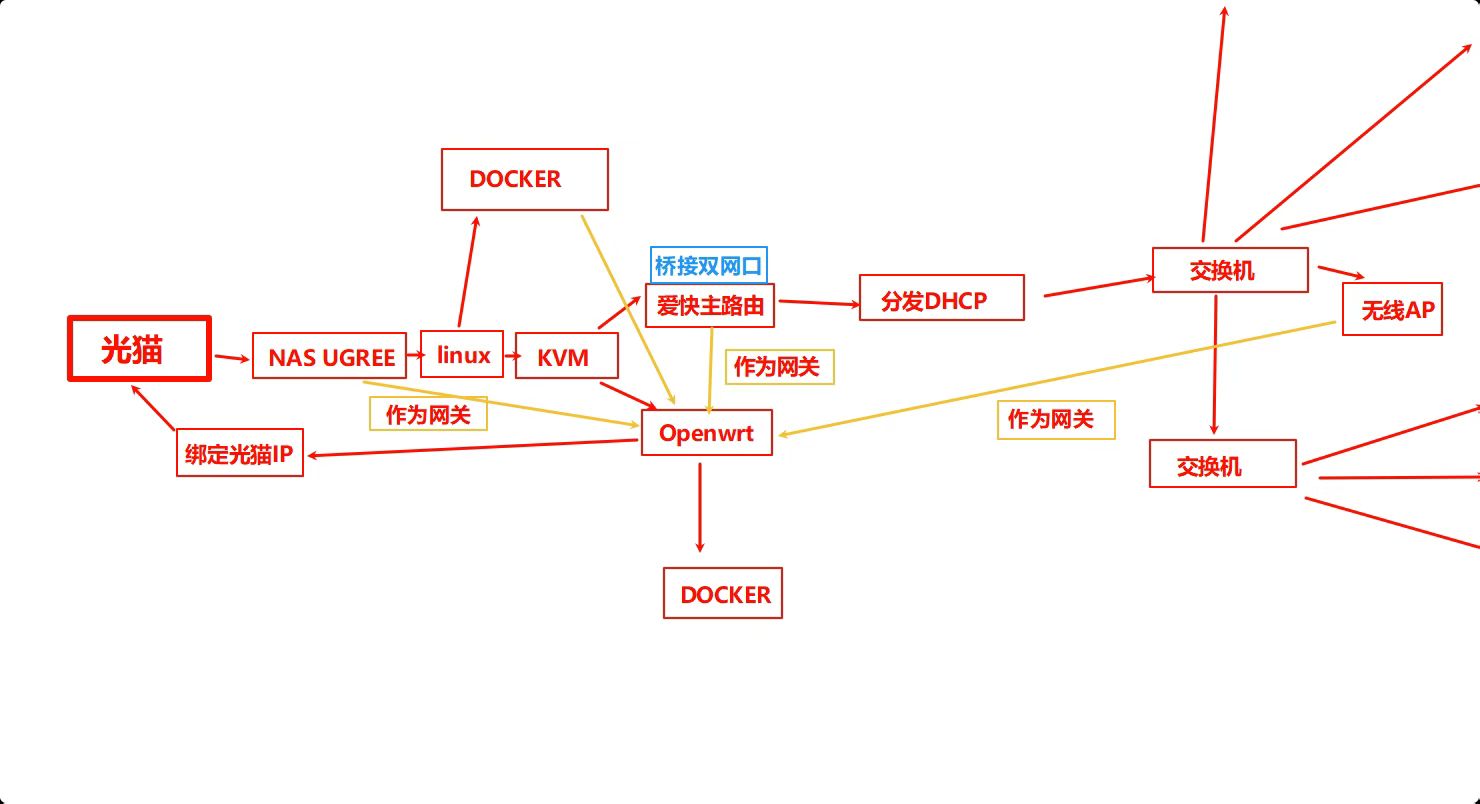 DOCKER
桥接双网口
爱快主路由
分发DHCP
交换机
无线AP
光猫
NAS UGREE
linux
KVM
作为网关
作为网关
作为网关
Openwrt
绑定光猫IP
交换机
DOCKER